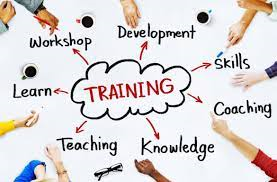 Workshop
Development
Skills
Learn
TRAINING
Coaching
Teaching
Knowledge